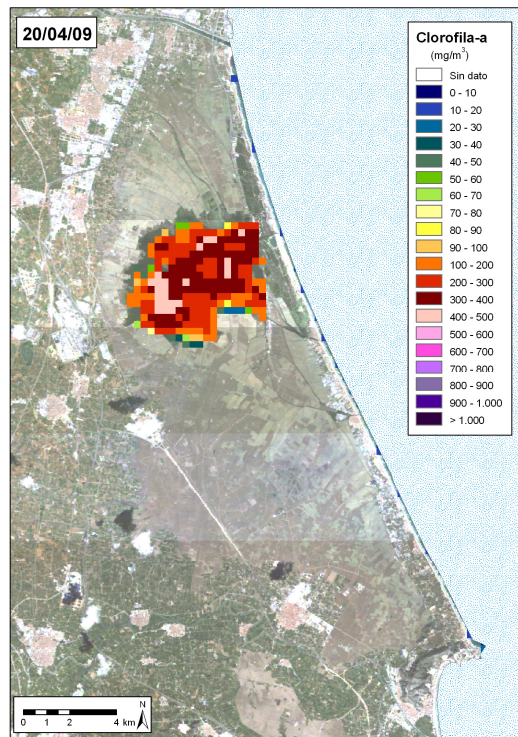 20/04/09
Clorofila-a
(mg/m³)
Sin dato
0 - 10
10 - 20
20 - 30
30 - 40
40 - 50
50 - 60
60 - 70
70 - 80
80 - 90
90 - 100
100 - 200
200 - 300
300 - 400
400 - 500
500 - 600
600 - 700
700 - 800
800 - 900
900 - 1.000
> 1.000
N
0 1 2 4 km